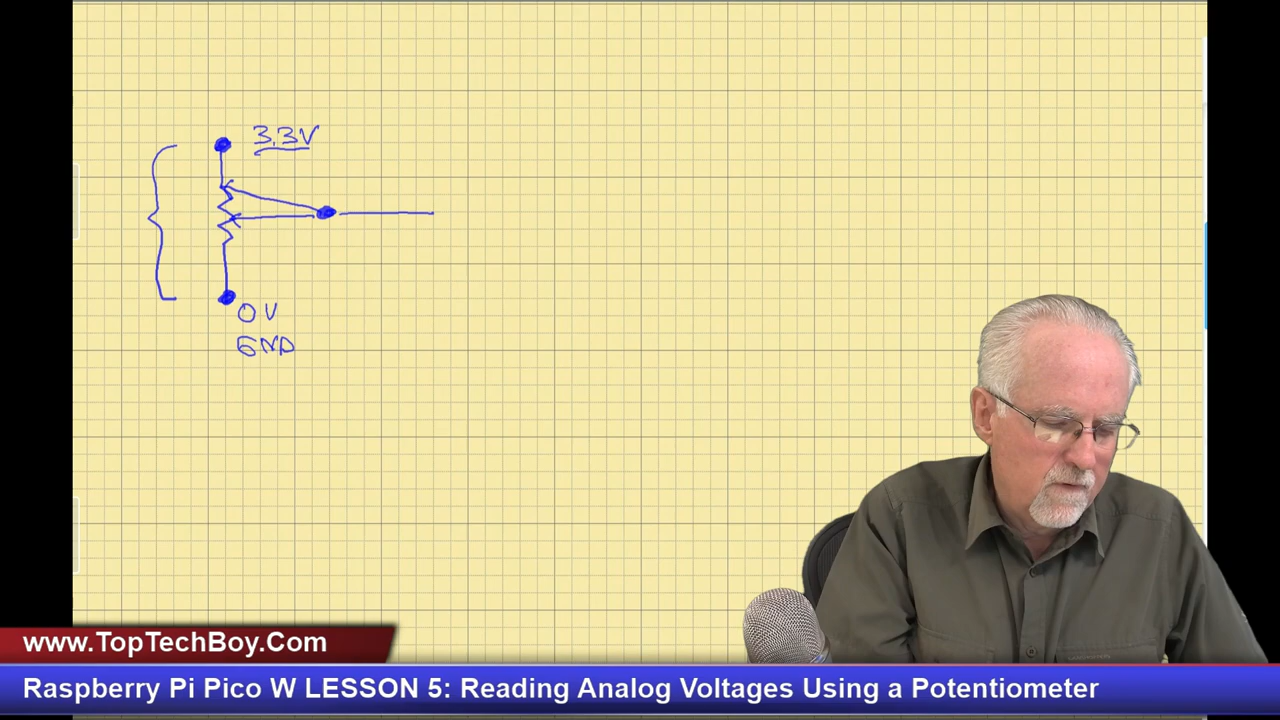 3.3V
0V
GND
www.TopTechBoy.Com
Raspberry Pi Pico W LESSON 5: Reading Analog Voltages Using a Potentiometer